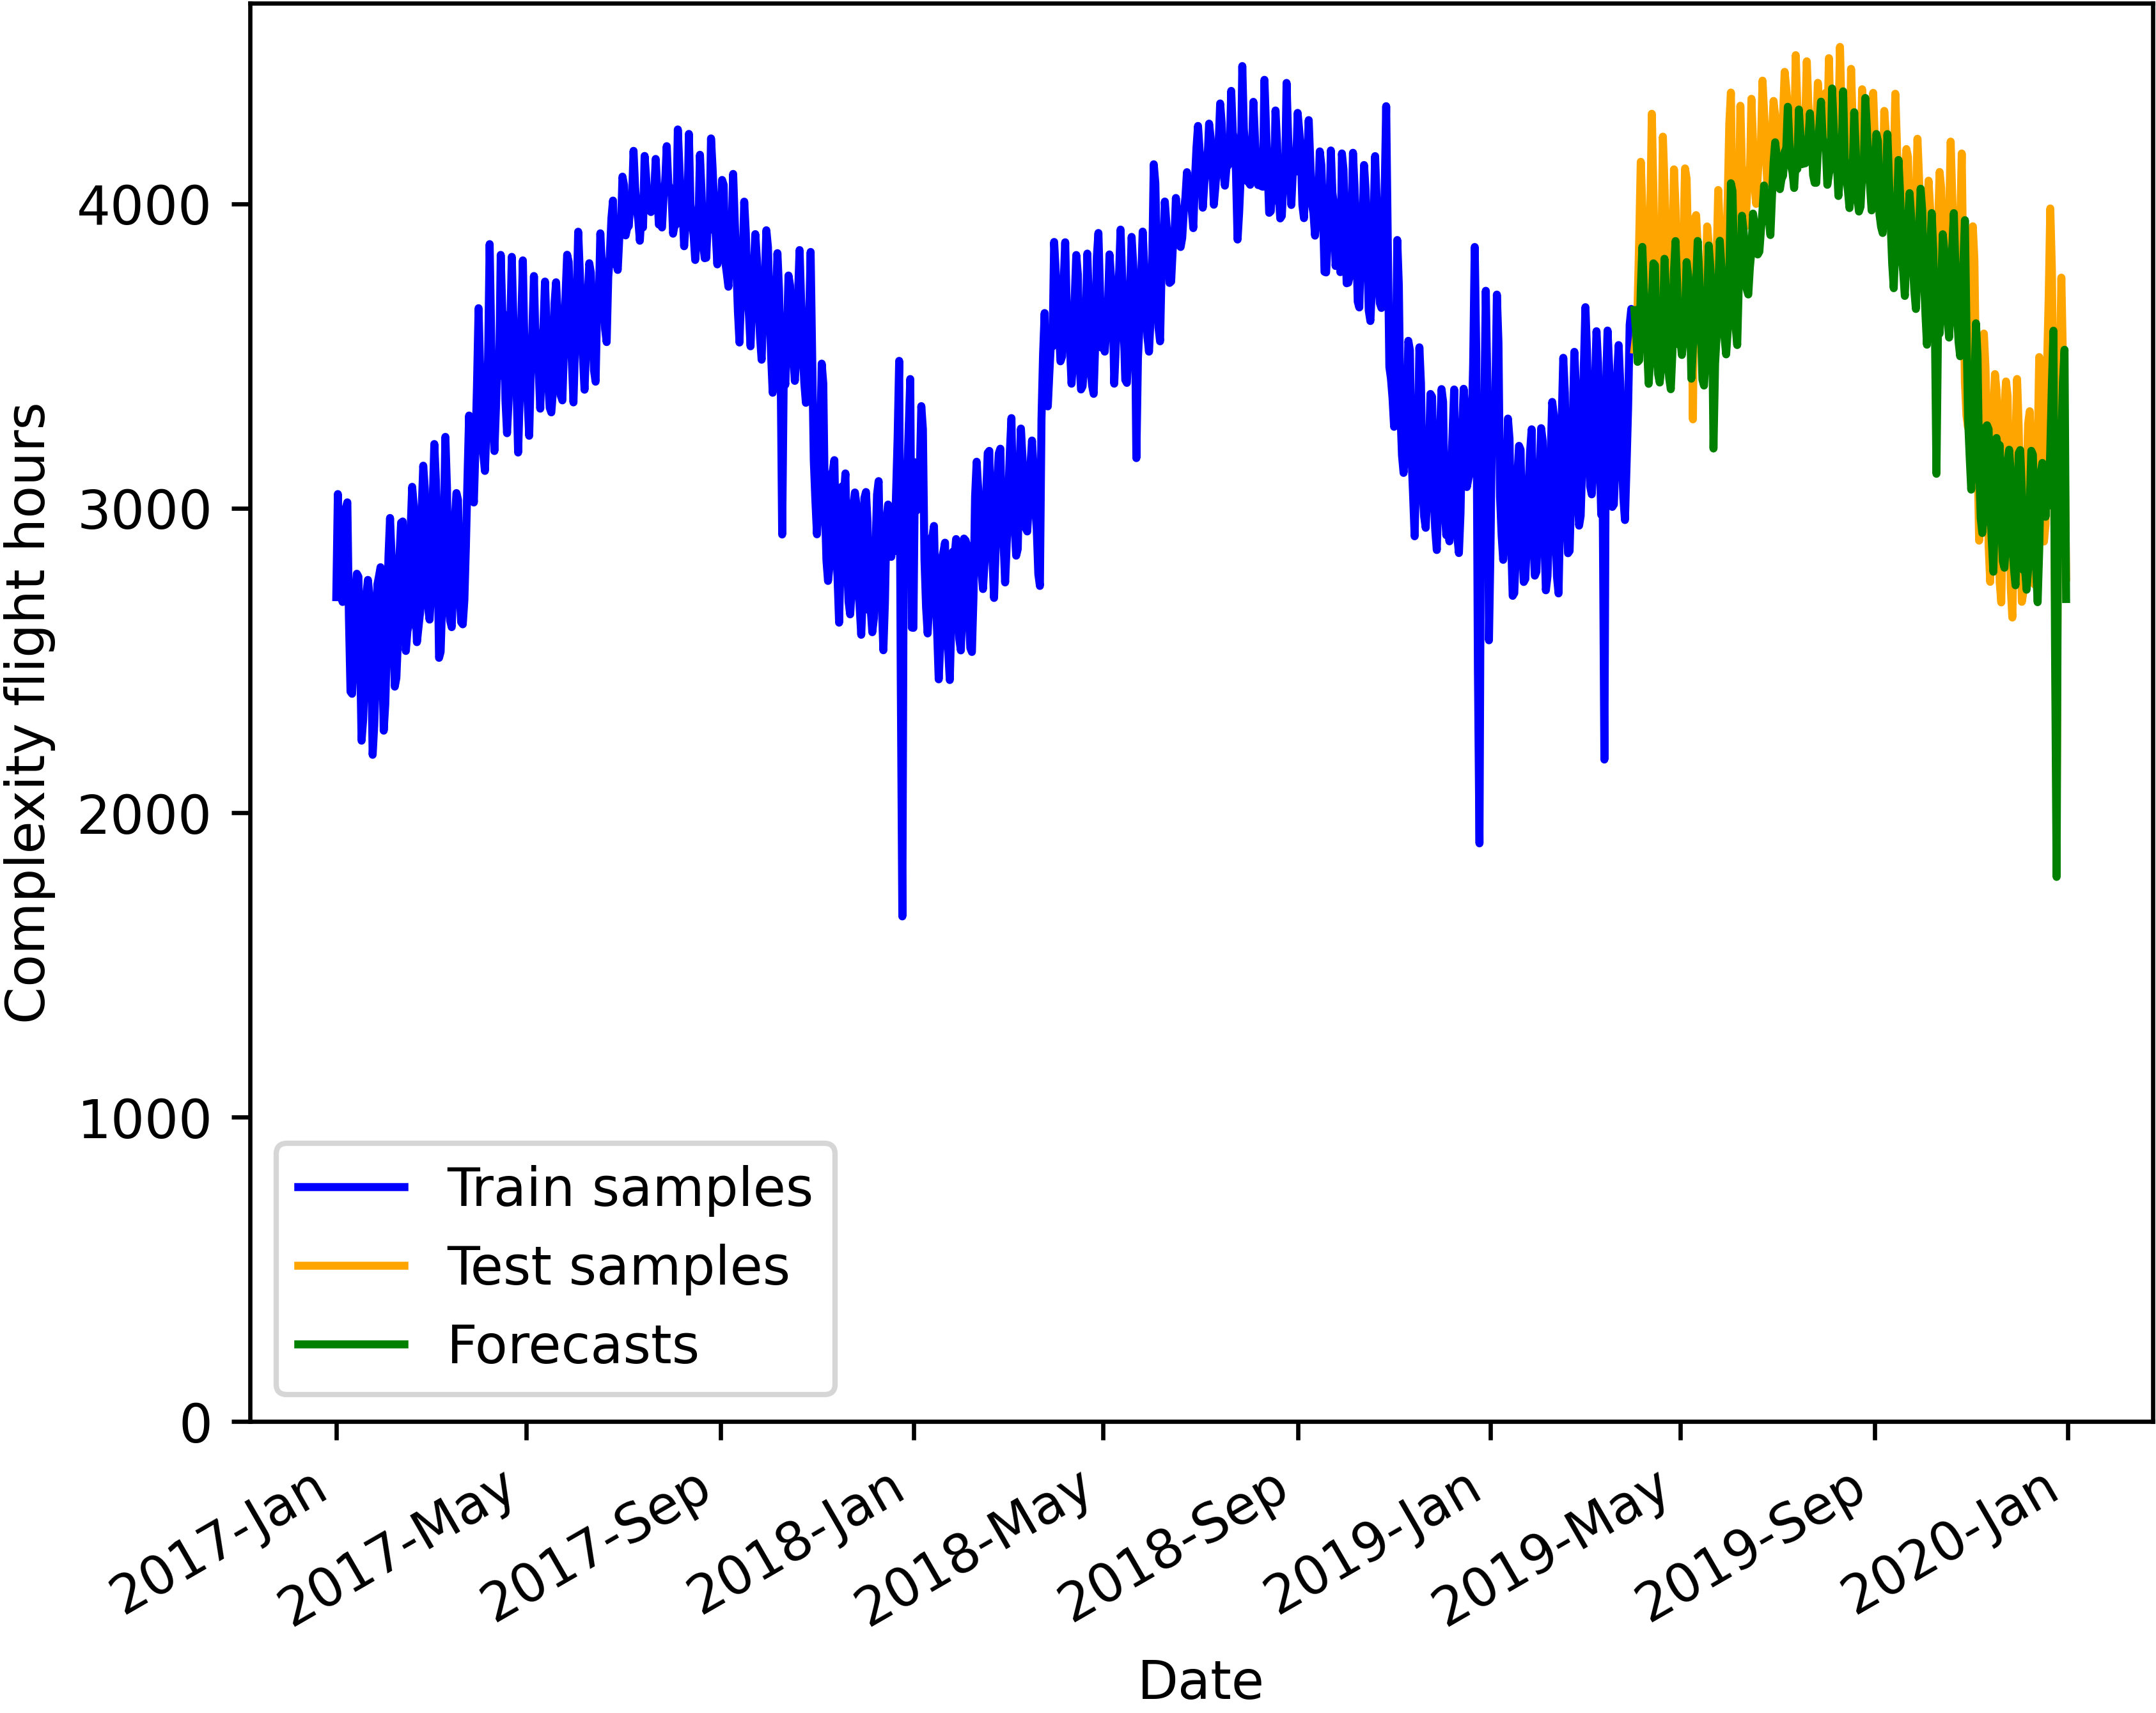 Complexity flight hours
4000
3000
2000
1000
0
Train samples
Test samples
Forecasts
2017-Jan
2017-May
2017-Sep
2018-Jan
2018-May
2018-Sep
2019-Jan
2019-May
2019-Sep
2020-Jan
Date